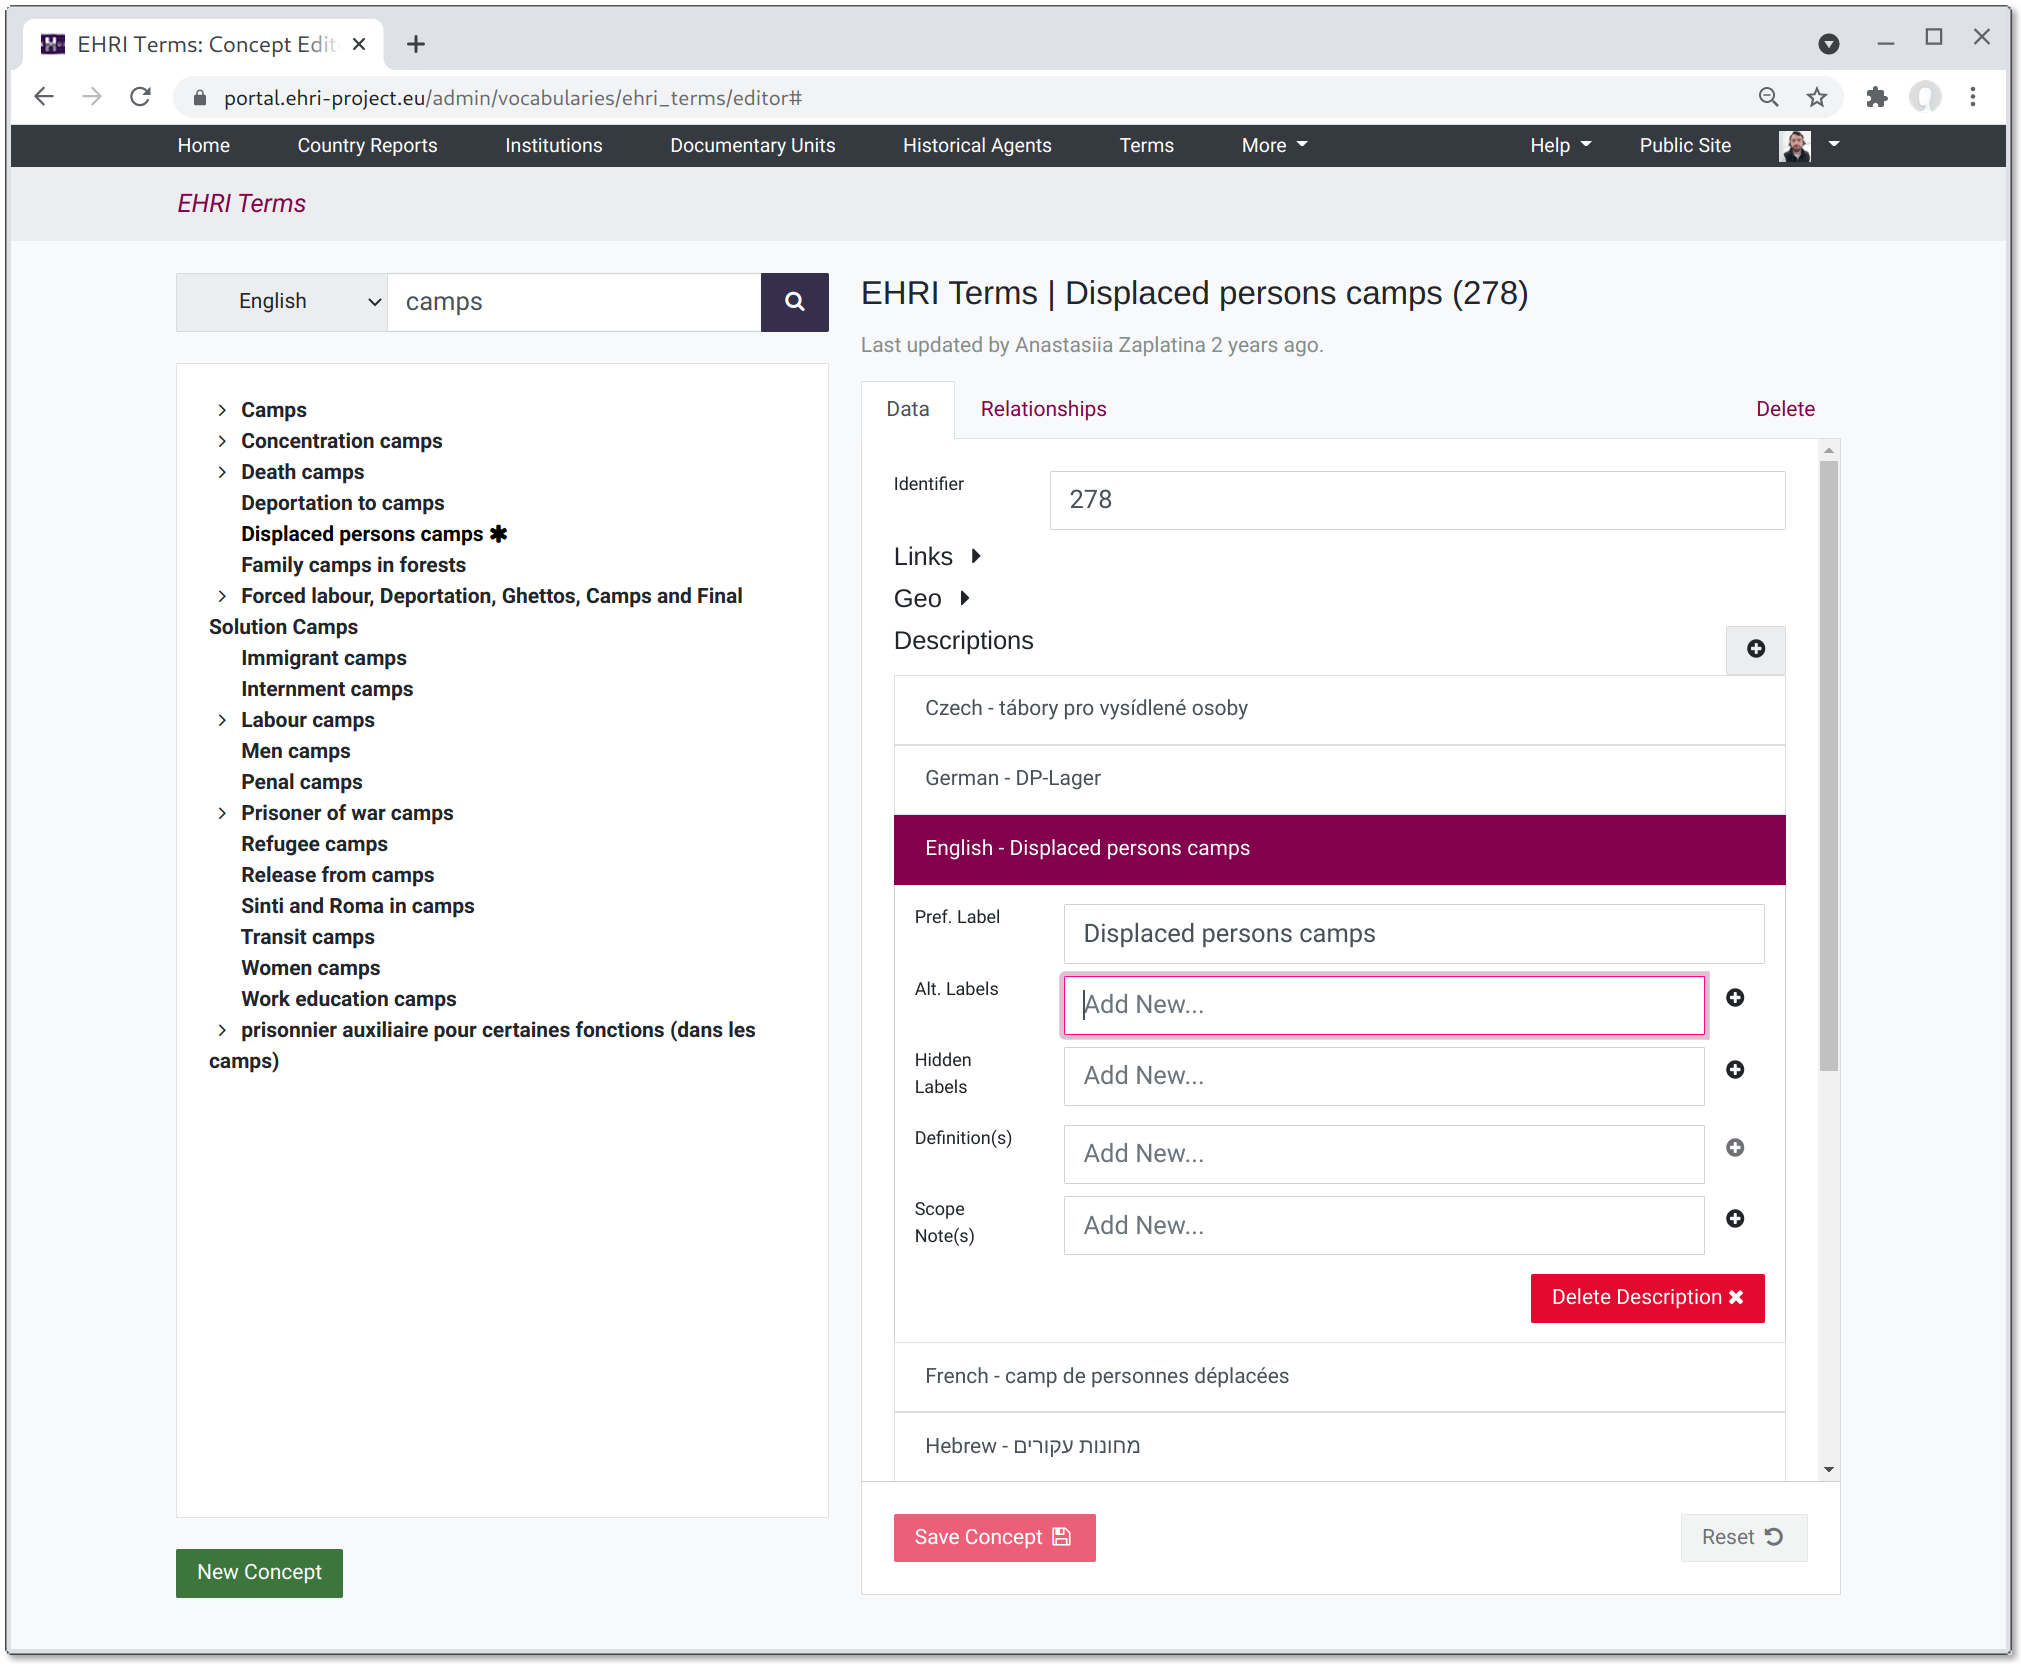 EHRI Terms: Concept Edit
portal.ehri-project.eu/admin/vocabularies/ehri_terms/editor#
Home Country Reports Institutions Documentary Units Historical Agents Terms More Help Public Site
EHRI Terms
English
camps
Camps
Concentration camps
Death camps
Deportation to camps
Displaced persons camps ✱
Family camps in forests
Forced labour, Deportation, Ghettos, Camps and Final
Solution Camps
Immigrant camps
Internment camps
Labour camps
Men camps
Penal camps
Prisoner of war camps
Refugee camps
Release from camps
Sinti and Roma in camps
Transit camps
Women camps
Work education camps
prisonnier auxiliaire pour certaines fonctions (dans les
camps)
New Concept
EHRI Terms | Displaced persons camps (278)
Last updated by Anastasiia Zaplatina 2 years ago.
Data Relationships Delete
Identifier 278
Links
Geo
Descriptions
Czech - tábory pro vysídlené osoby
German - DP-Lager
English - Displaced persons camps
Pref. Label Displaced persons camps
Alt. Labels Add New...
Hidden
Labels
Add New...
Definition(s) Add New...
Scope
Note(s)
Add New...
Delete Description
French - camp de personnes déplacées
Hebrew - מחונות עקורים
Save Concept
Reset